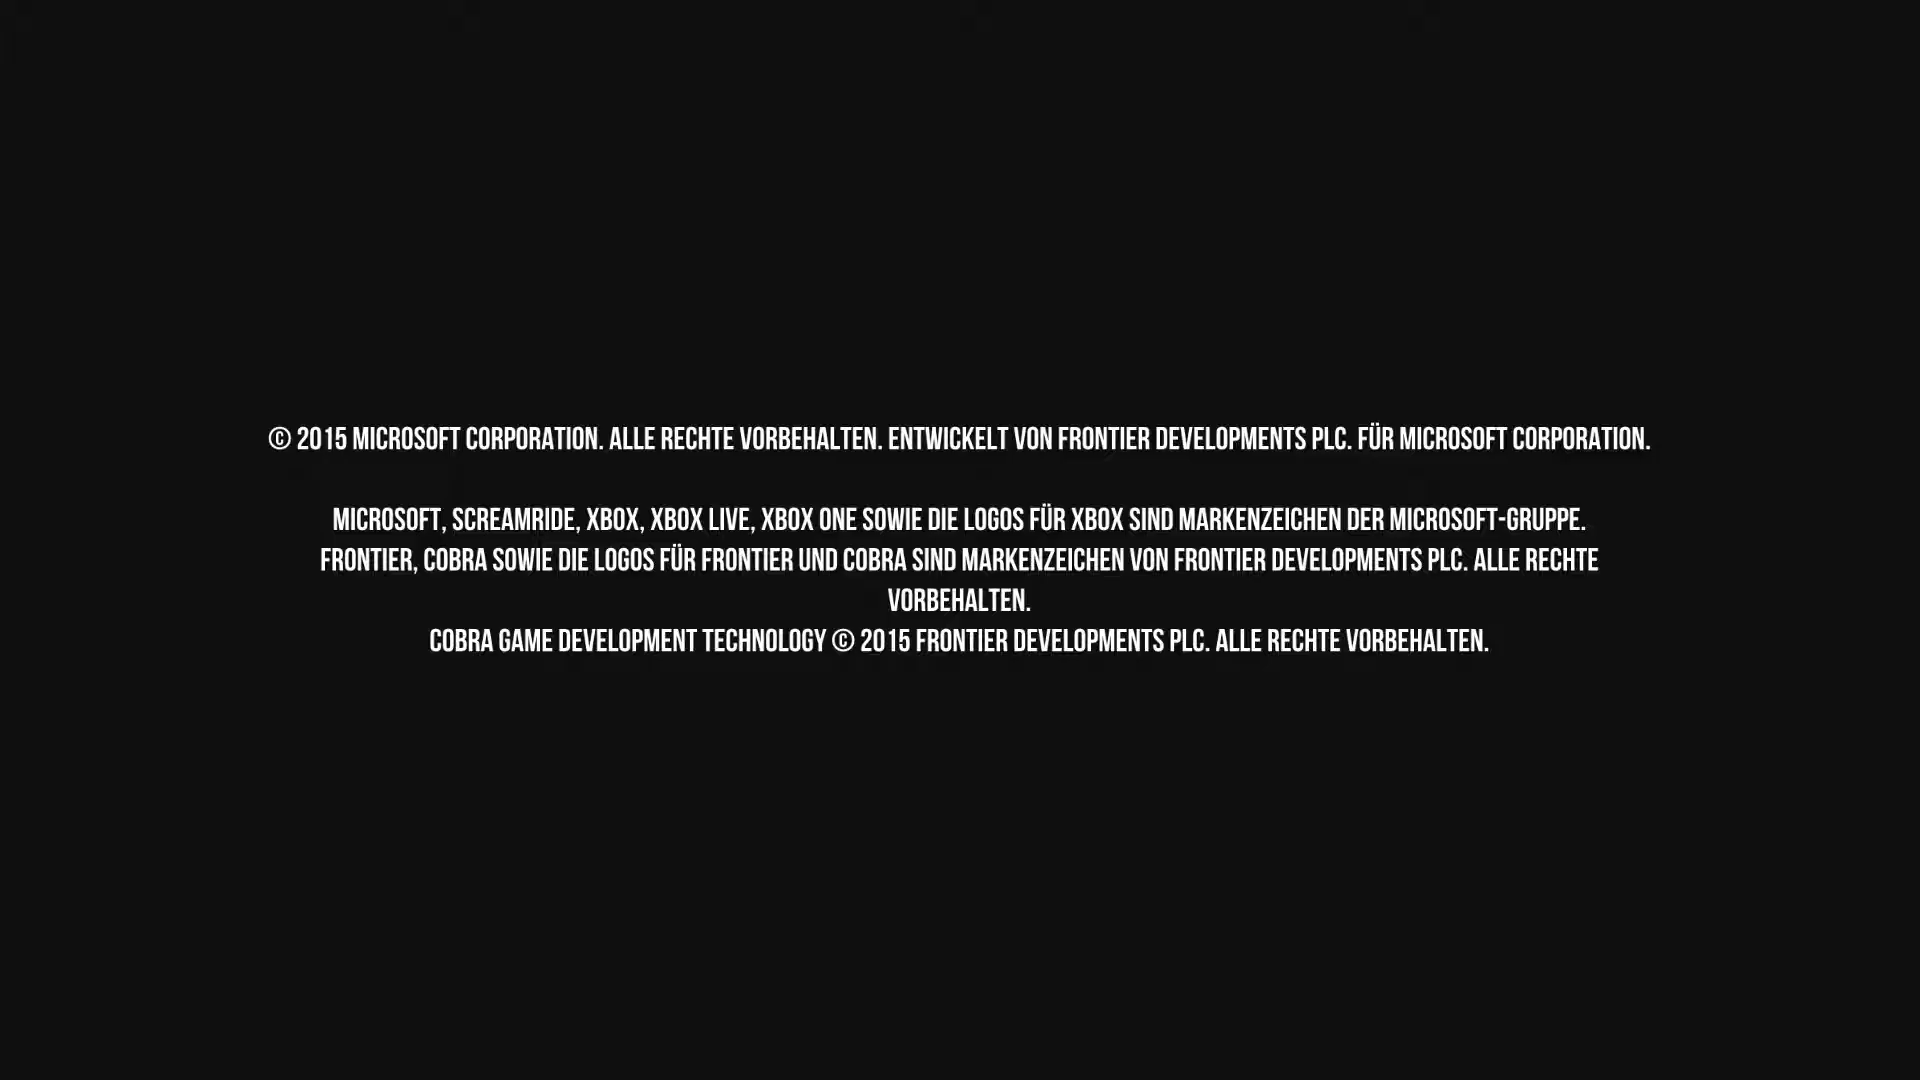 © 2015 MICROSOFT CORPORATION. ALLE RECHTE VORBEHALTEN. ENTWICKELT VON FRONTIER DEVELOPMENTS PLC. FÜR MICROSOFT CORPORATION.
MICROSOFT, SCREAMRIDE, XBOX, XBOX LIVE, XBOX ONE SOWIE DIE LOGOS FÜR XBOX SIND MARKENZEICHEN DER MICROSOFT-GRUPPE.
FRONTIER, COBRA SOWIE DIE LOGOS FÜR FRONTIER UND COBRA SIND MARKENZEICHEN VON FRONTIER DEVELOPMENTS PLC. ALLE RECHTE
VORBEHALTEN.
COBRA GAME DEVELOPMENT TECHNOLOGY © 2015 FRONTIER DEVELOPMENTS PLC. ALLE RECHTE VORBEHALTEN.